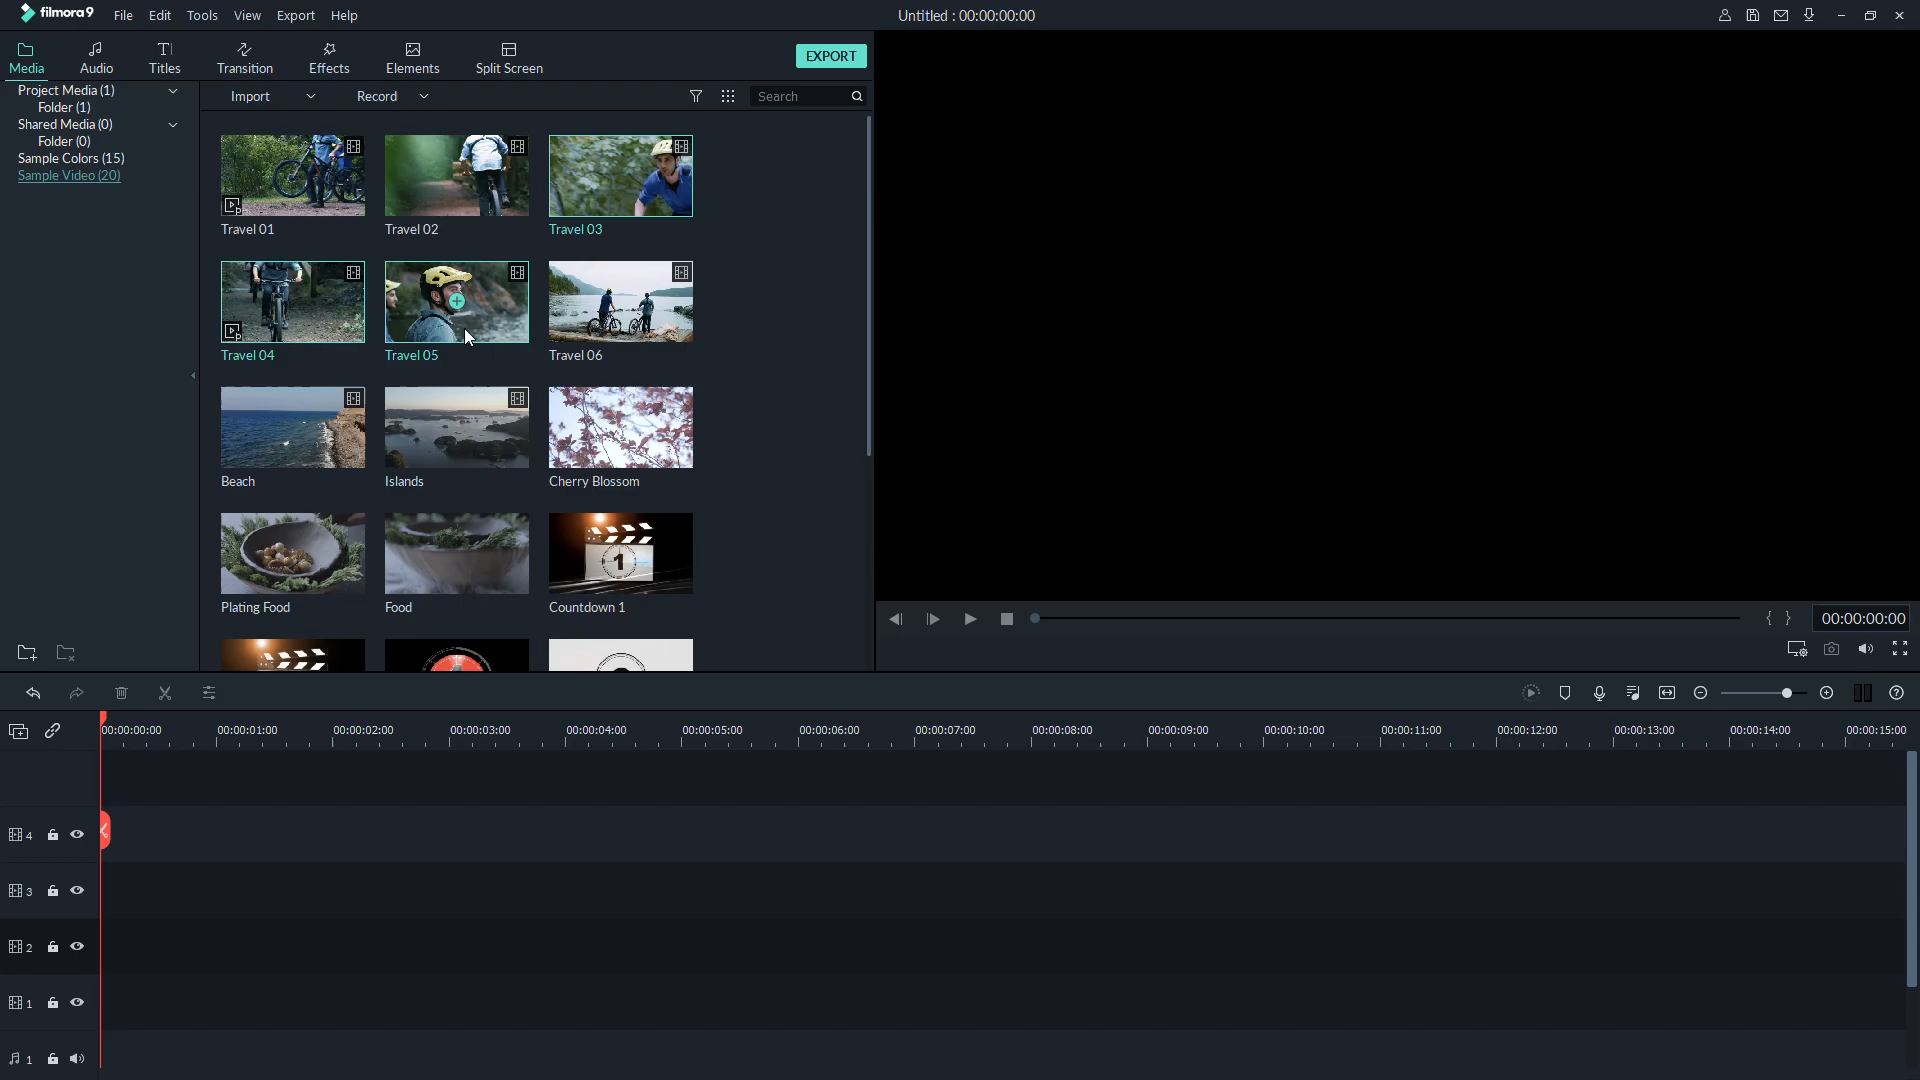 filmora9 File Edit Tools View Export Help
Untitled : 00:00:00:00
Media Audio Titles Transition Effects Elements Split Screen
EXPORT
Project Media (1)
Folder (1)
Shared Media (0)
Folder (0)
Sample Colors (15)
Sample Video (20)
Import Record Search
Travel 01 Travel 02 Travel 03
Travel 04 Travel 05 Travel 06
Beach Islands Cherry Blossom
1
Plating Food Food Countdown 1
00:00:00:00
00:00:00:00 00:00:01:00 00:00:02:00 00:00:03:00 00:00:04:00 00:00:05:00 00:00:06:00 00:00:07:00 00:00:08:00 00:00:09:00 00:00:10:00 00:00:11:00 00:00:12:00 00:00:13:00 00:00:14:00 00:00:15:00
4
3
2
1
1